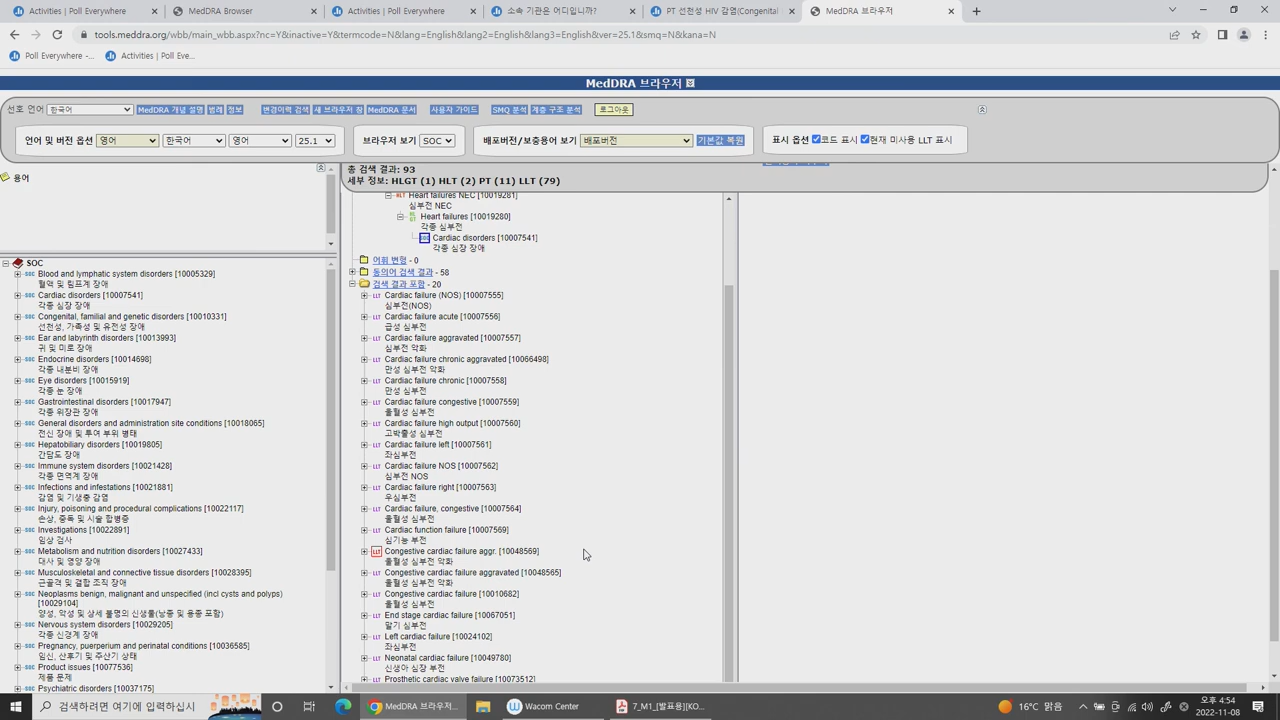 Activities | Poll Everywhere
MedDRA Browser
Activities | Poll Everywhere
소속 기관은 어디입니까?
PT 선천성 HIV 감염(Congenital
MedDRA 브라우저
tools.meddra.org/wbb/main_wbb.aspx?nc=Y&inactive=Y&termcode=N&lang=English&lang2=English&lang3=English&ver=25.1&smq=N&kana=N
Poll Everywhere -...
Activities | Poll Eve...
MedDRA 브라우저
선호 언어 한국어 MedDRA 개념 설명 범례 정보 변경이력 검색 새 브라우저 창 MedDRA 문서 사용자 가이드 SMQ 분석 계층 구조 분석 로그아웃
언어 및 버전 옵션 영어 한국어 영어 25.1 브라우저 보기 SOC 배포버전/보충용어 보기 배포버전 기본값 복원 표시 옵션 코드 표시 현재 미사용 LLT 표시
용어
SOC
Blood and lymphatic system disorders [10005329]
혈액 및 림프계 장애
Cardiac disorders [10007541]
각종 심장 장애
Congenital, familial and genetic disorders [10010331]
선천성, 가족성 및 유전성 장애
Ear and labyrinth disorders [10013993]
귀 및 미로 장애
Endocrine disorders [10014698]
각종 내분비 장애
Eye disorders [10015919]
각종 눈 장애
Gastrointestinal disorders [10017947]
각종 위장관 장애
General disorders and administration site conditions [10018065]
전신 장애 및 투여 부위 병태
Hepatobiliary disorders [10019805]
간담도 장애
Immune system disorders [10021428]
각종 면역계 장애
Infections and infestations [10021881]
감염 및 기생충 감염
Injury, poisoning and procedural complications [10022117]
손상, 중독 및 시술 합병증
Investigations [10022891]
임상 검사
Metabolism and nutrition disorders [10027433]
대사 및 영양 장애
Musculoskeletal and connective tissue disorders [10028395]
근골격 및 결합 조직 장애
Neoplasms benign, malignant and unspecified (incl cysts and polyps)
[10029104]
양성, 악성 및 상세 불명의 신생물(낭종 및 용종 포함)
Nervous system disorders [10029205]
각종 신경계 장애
Pregnancy, puerperium and perinatal conditions [10036585]
임신, 산후기 및 주산기 상태
Product issues [10077536]
제품 문제
Psychiatric disorders [10037175]
총 검색 결과: 93
세부 정보: HLGT (1) HLT (2) PT (11) LLT (79)
HLT Heart failures NEC [10019281]
심부전 NEC
Heart failures [10019280]
각종 심부전
SOC Cardiac disorders [10007541]
각종 심장 장애
어휘 변형 - 0
동의어 검색 결과 - 58
검색 결과 포함 - 20
LLT Cardiac failure (NOS) [10007555]
심부전(NOS)
LLT Cardiac failure acute [10007556]
급성 심부전
LLT Cardiac failure aggravated [10007557]
심부전 악화
LLT Cardiac failure chronic aggravated [10066498]
만성 심부전 악화
LLT Cardiac failure chronic [10007558]
만성 심부전
LLT Cardiac failure congestive [10007559]
울혈성 심부전
LLT Cardiac failure high output [10007560]
고박출성 심부전
LLT Cardiac failure left [10007561]
좌심부전
LLT Cardiac failure NOS [10007562]
심부전 NOS
LLT Cardiac failure right [10007563]
우심부전
LLT Cardiac failure, congestive [10007564]
울혈성 심부전
LLT Cardiac function failure [10007569]
심기능 부전
LLT Congestive cardiac failure aggr. [10048569]
울혈성 심부전 악화
LLT Congestive cardiac failure aggravated [10048565]
울혈성 심부전 악화
LLT Congestive cardiac failure [10010682]
울혈성 심부전
LLT End stage cardiac failure [10067051]
말기 심부전
LLT Left cardiac failure [10024102]
좌심부전
LLT Neonatal cardiac failure [10049780]
신생아 심장 부전
LLT Prosthetic cardiac valve failure [10073512]
검색하려면 여기에 입력하십시
MedDRA 브라우저...
Wacom Center
7_M1_[발표용][KO...
16°C 맑음
오후 4:54
2022-11-08